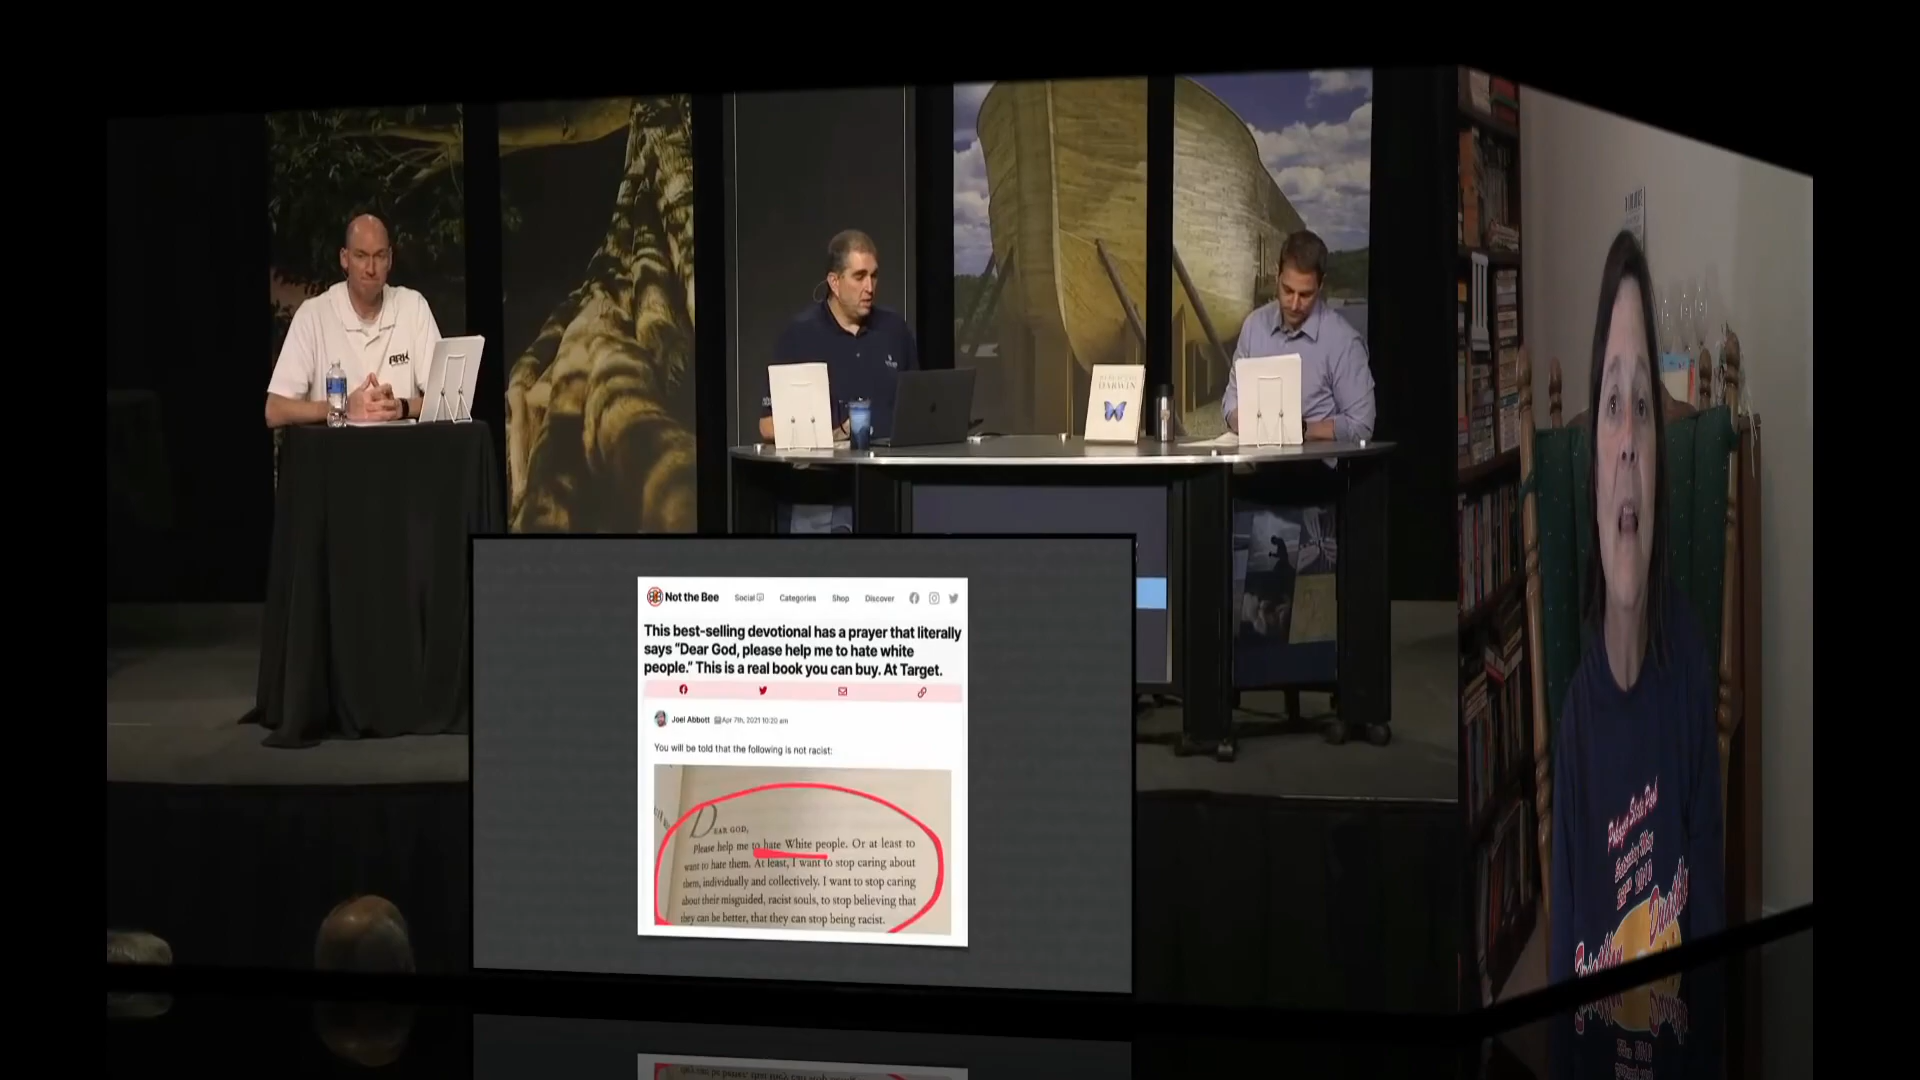 ARK
DARWIN
Not the Bee
Social
Categories
Shop
Discover
This best-selling devotional has a prayer that literally
says "Dear God, please help me to hate white
people." This is a real book you can buy. At Target.
Joel Abbott Apr 7th, 2021 10:20 am
You will be told that the following is not racist:
DEAR GOD,
Please help me to hate White people. Or at least to
want to hate them. At least, I want to stop caring about
them, individually and collectively. I want to stop caring
about their misguided, racist souls, to stop believing that
they can be better, that they can stop being racist.